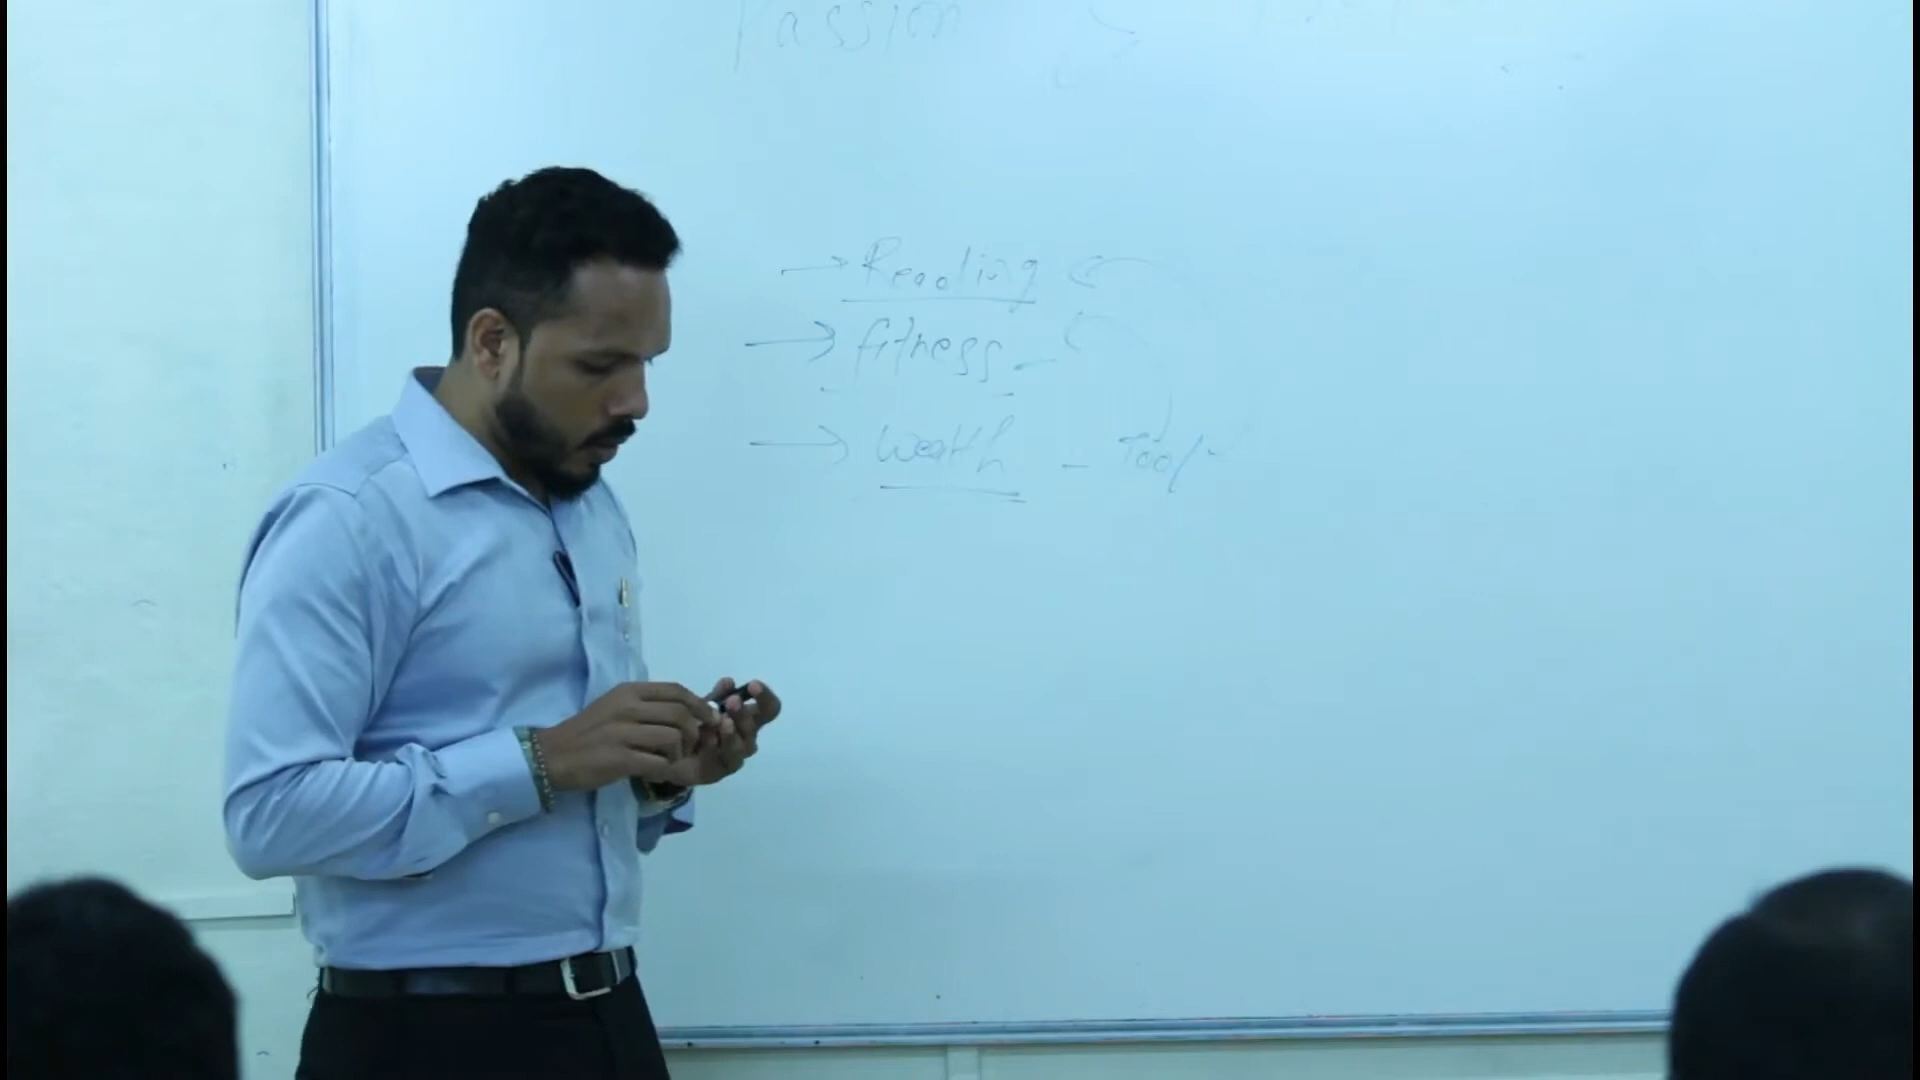 Passion
→ Reading
→ fitness -
→ wealth - Tool